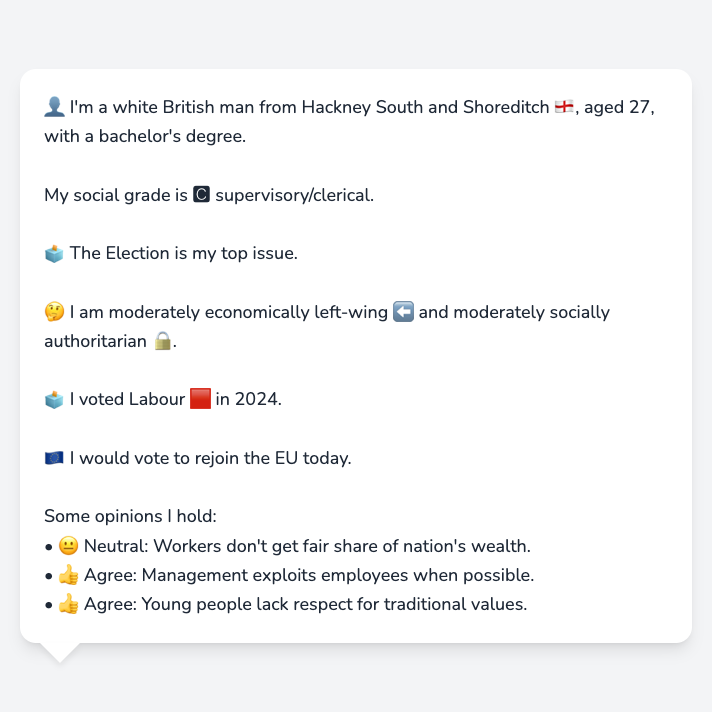 👤 I'm a white British man from Hackney South and Shoreditch 🏴󠁧󠁢󠁥󠁮󠁧󠁿, aged 27,
with a bachelor's degree.
My social grade is 🅲 supervisory/clerical.
🗳️ The Election is my top issue.
🤔 I am moderately economically left-wing ⬅️ and moderately socially
authoritarian 🔒.
🗳️ I voted Labour 🟥 in 2024.
🇪🇺 I would vote to rejoin the EU today.
Some opinions I hold:
• 😐 Neutral: Workers don't get fair share of nation's wealth.
• 👍 Agree: Management exploits employees when possible.
• 👍 Agree: Young people lack respect for traditional values.